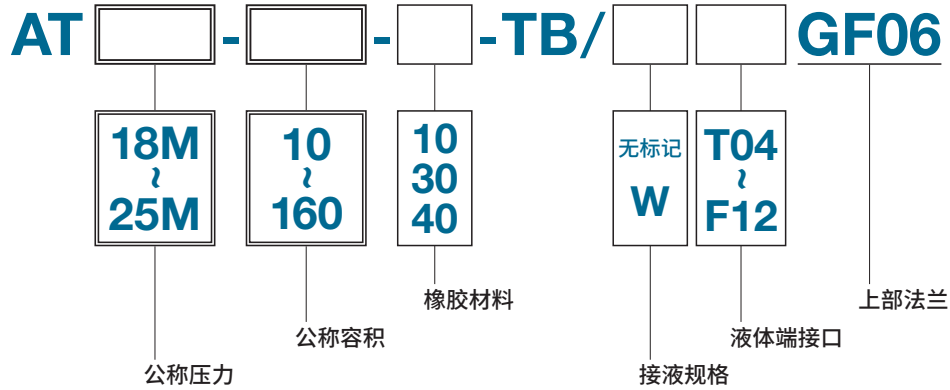 AT - - -TB/ GF06
18M
~
25M
10
~
160
10
30
40
无标记
W
T04
~
F12
橡胶材料
上部法兰
公称容积
液体端接口
公称压力
接液规格